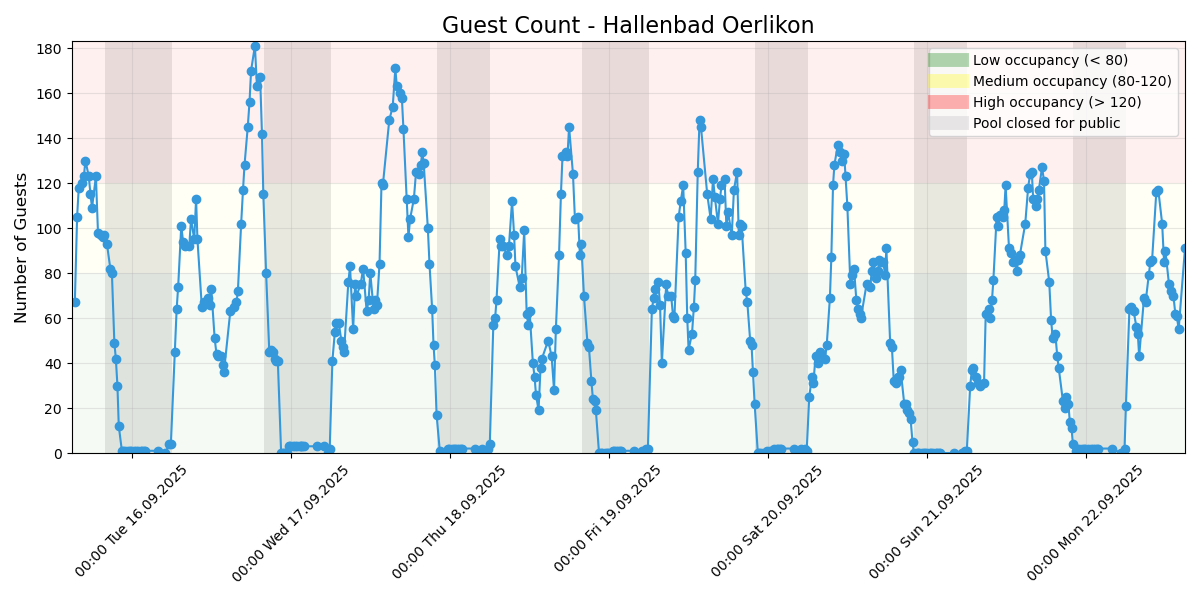 Guest Count - Hallenbad Oerlikon
Number of Guests
180
160
140
120
100
80
60
40
20
0
Low occupancy (< 80)
Medium occupancy (80-120)
High occupancy (> 120)
Pool closed for public
00:00 Tue 16.09.2025
00:00 Wed 17.09.2025
00:00 Thu 18.09.2025
00:00 Fri 19.09.2025
00:00 Sat 20.09.2025
00:00 Sun 21.09.2025
00:00 Mon 22.09.2025